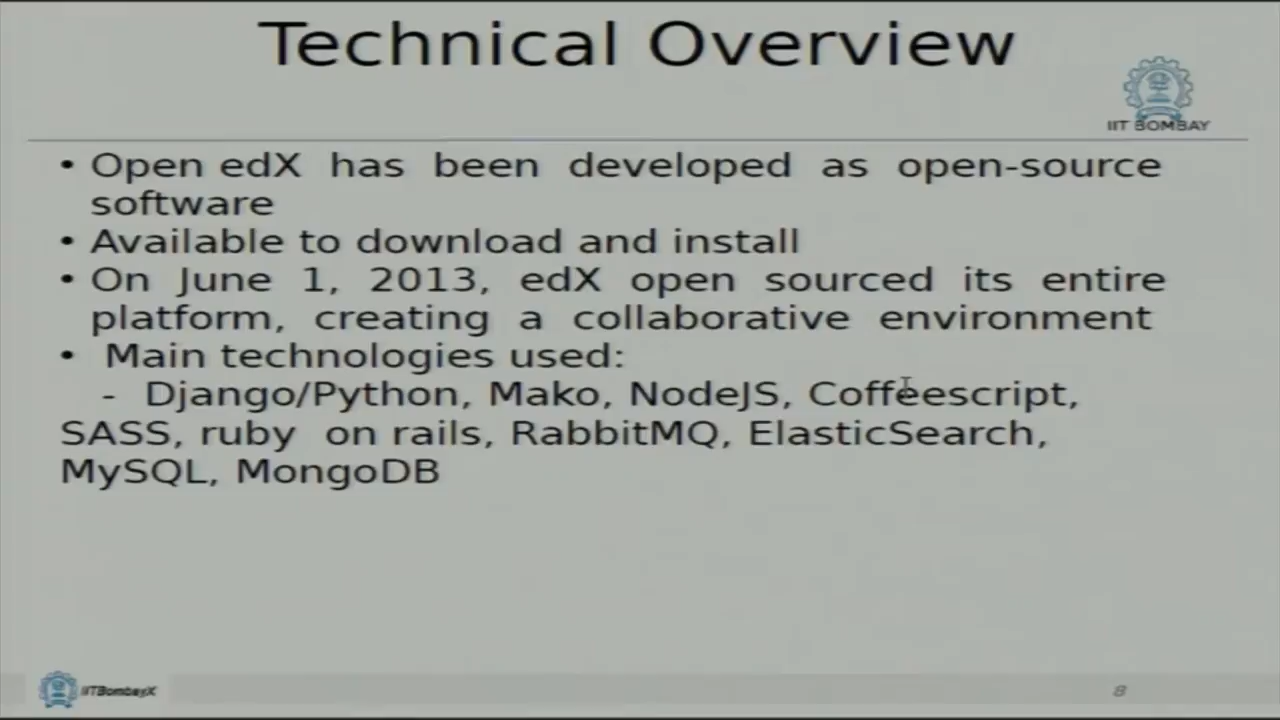 Technical Overview
IIT BOMBAY
• Open edX has been developed as open-source
software
• Available to download and install
• On June 1, 2013, edX open sourced its entire
platform, creating a collaborative environment
• Main technologies used:
- Django/Python, Mako, NodeJS, Coffeescript,
SASS, ruby on rails, RabbitMQ, ElasticSearch,
MySQL, MongoDB
IITBombayX
8